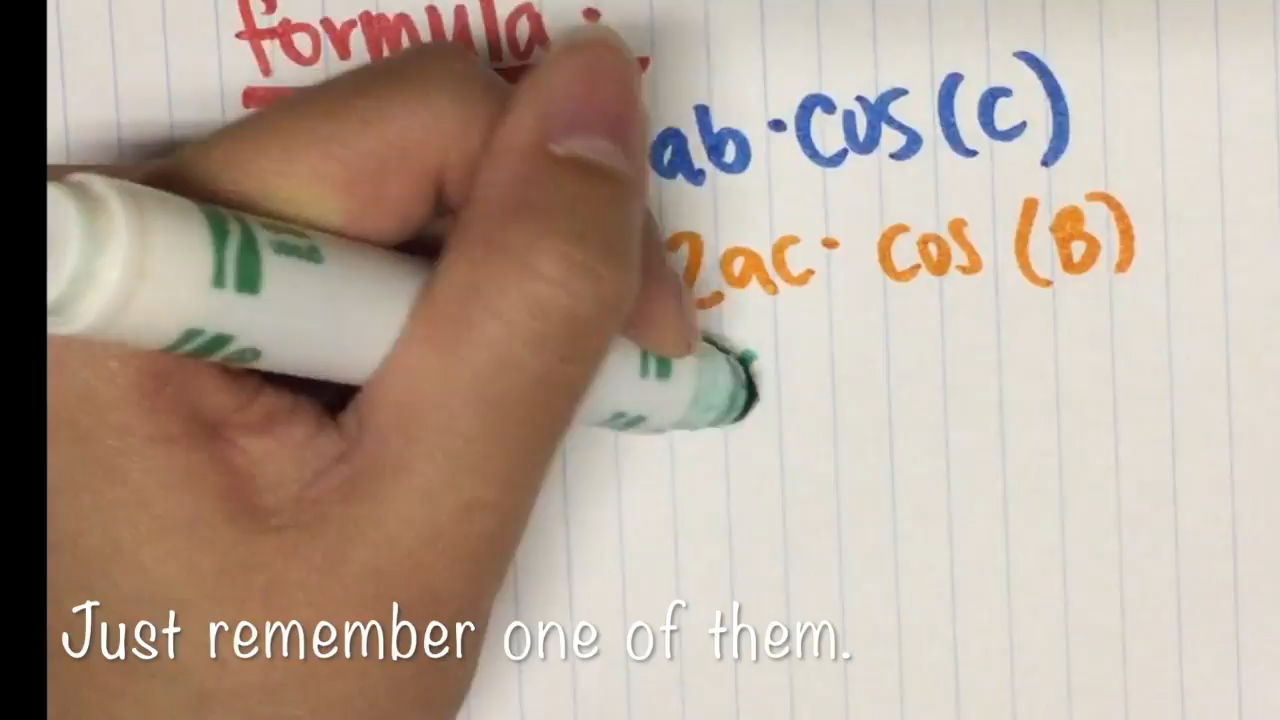 formula:
ab·cos(C)
2ac· cos (B)
Just remember one of them.